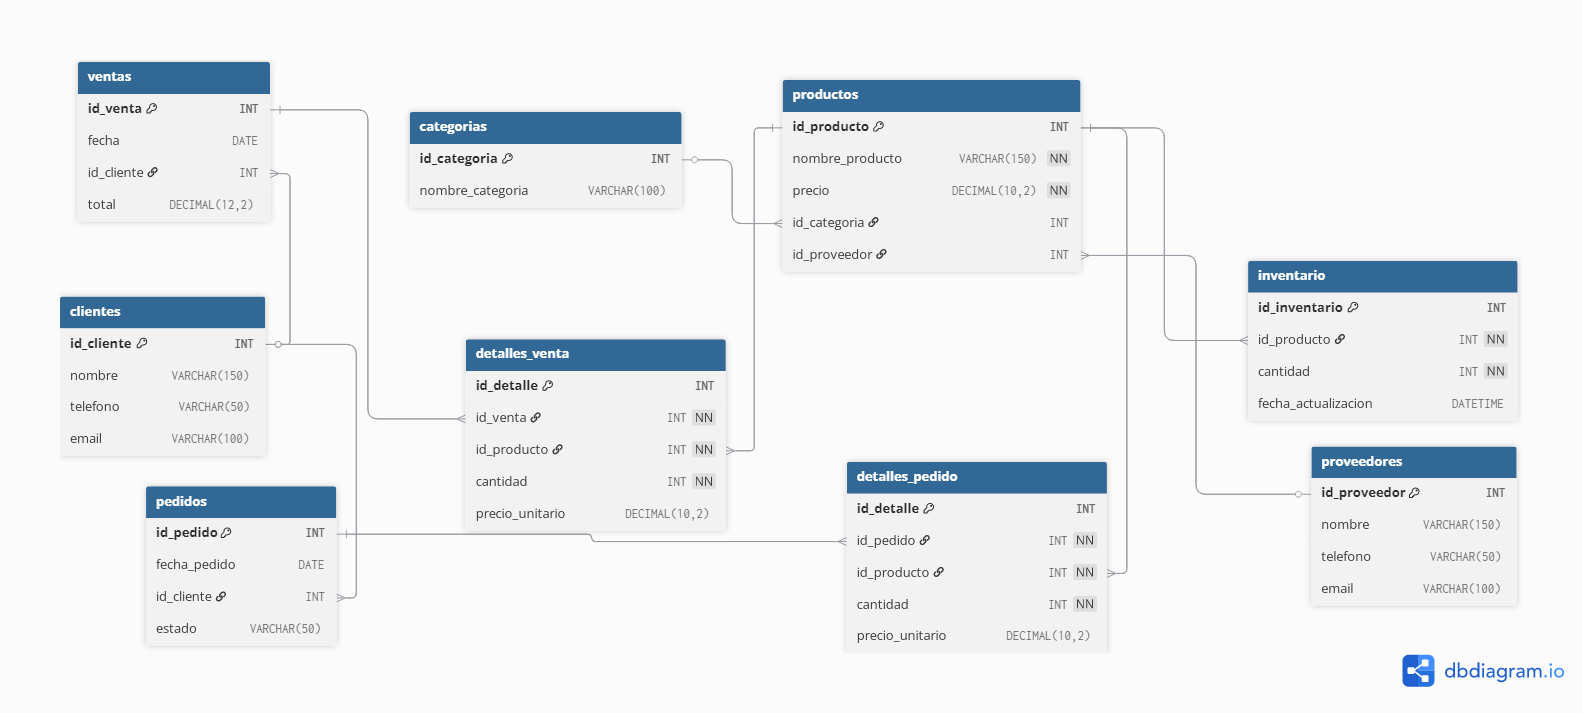 ventas
id_venta INT
fecha DATE
id_cliente INT
total DECIMAL(12,2)
categorias
id_categoria INT
nombre_categoria VARCHAR(100)
productos
id_producto INT
nombre_producto VARCHAR(150) NN
precio DECIMAL(10,2) NN
id_categoria INT
id_proveedor INT
clientes
id_cliente INT
nombre VARCHAR(150)
telefono VARCHAR(50)
email VARCHAR(100)
detalles_venta
id_detalle INT
id_venta INT NN
id_producto INT NN
cantidad INT NN
precio_unitario DECIMAL(10,2)
inventario
id_inventario INT
id_producto INT NN
cantidad INT NN
fecha_actualizacion DATETIME
pedidos
id_pedido INT
fecha_pedido DATE
id_cliente INT
estado VARCHAR(50)
detalles_pedido
id_detalle INT
id_pedido INT NN
id_producto INT NN
cantidad INT NN
precio_unitario DECIMAL(10,2)
proveedores
id_proveedor INT
nombre VARCHAR(150)
telefono VARCHAR(50)
email VARCHAR(100)
dbdiagram.io